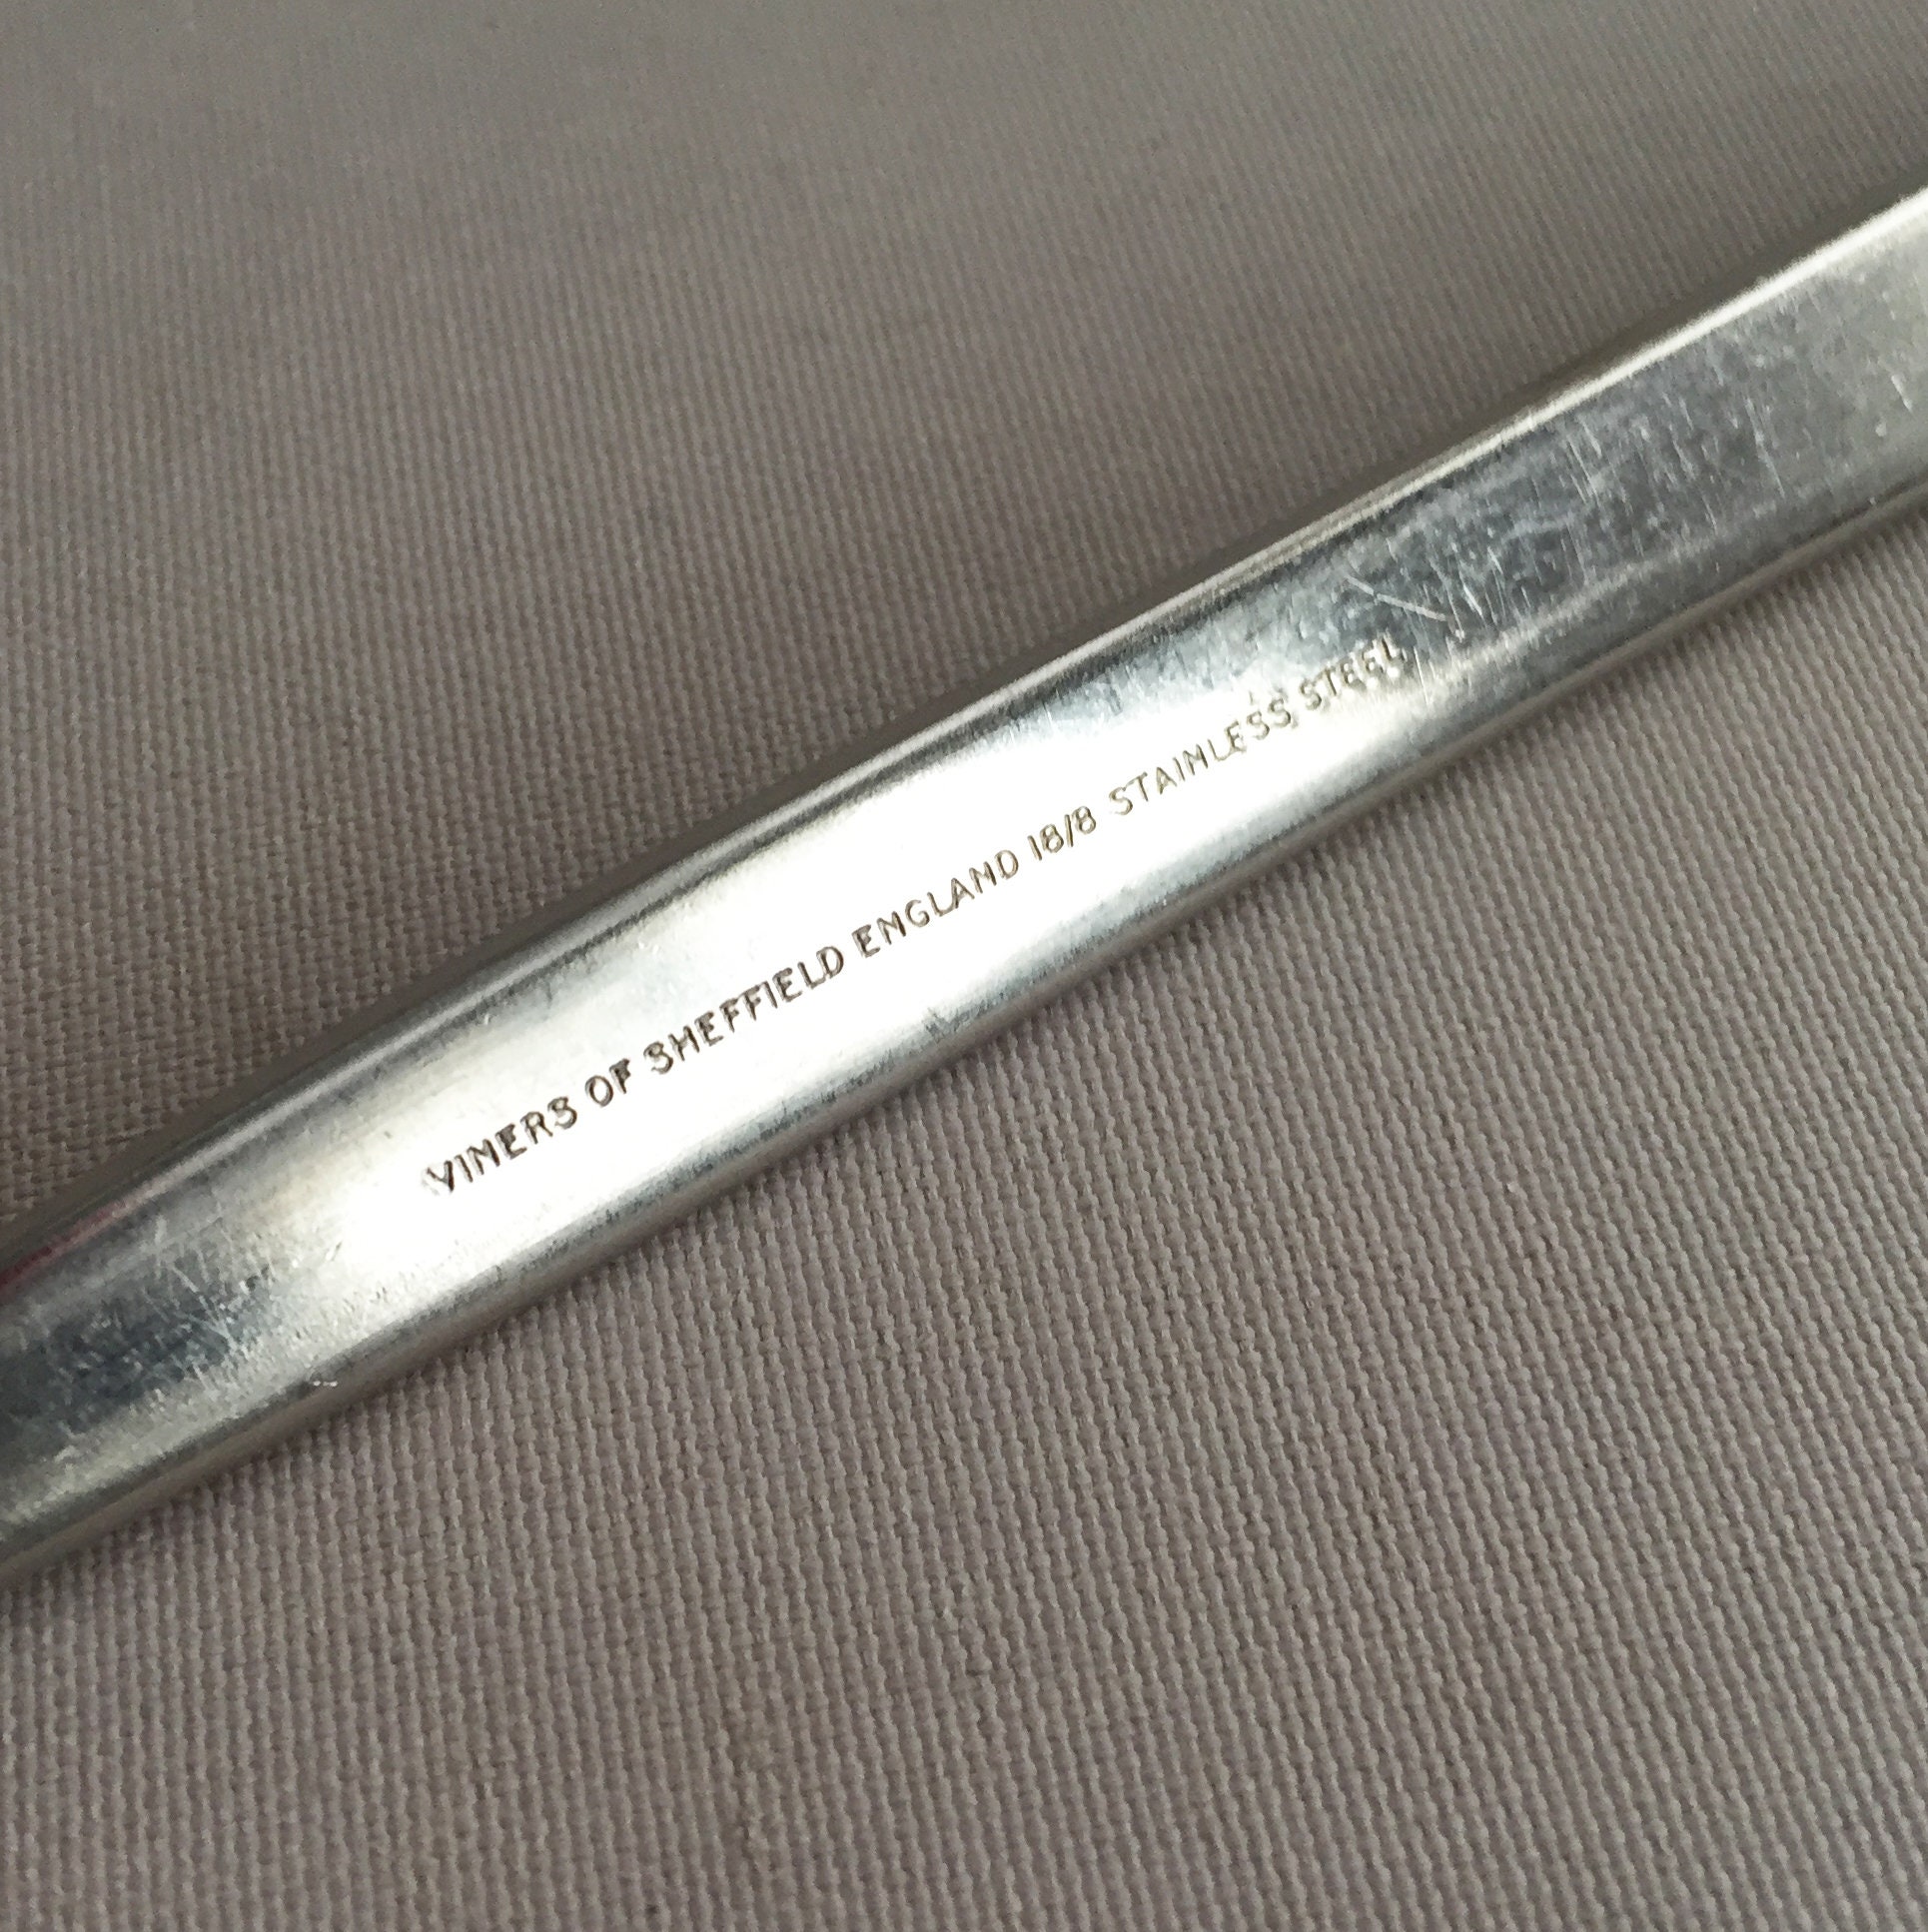 VINERS OF SHEFFIELD ENGLAND 18/8 STAINLESS STEEL